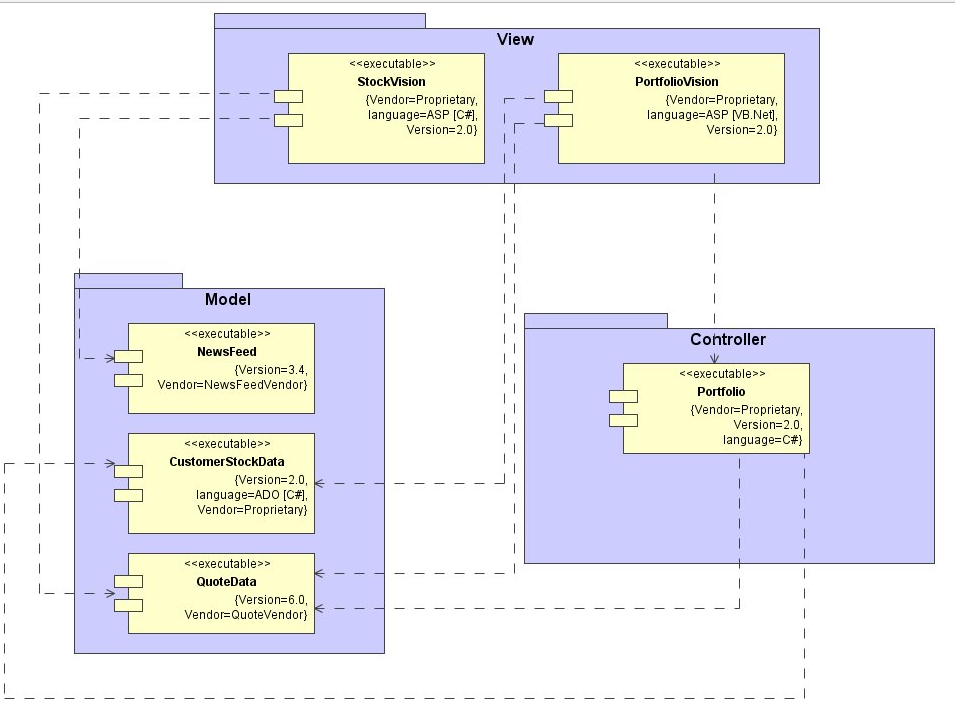 View
<<executable>>
StockVision
{Vendor=Proprietary,
language=ASP [C#],
Version=2.0}
<<executable>>
PortfolioVision
{Vendor=Proprietary,
language=ASP [VB.Net],
Version=2.0}
Model
<<executable>>
NewsFeed
{Version=3.4,
Vendor=NewsFeedVendor}
<<executable>>
CustomerStockData
{Version=2.0,
language=ADO [C#],
Vendor=Proprietary}
<<executable>>
QuoteData
{Version=6.0,
Vendor=QuoteVendor}
Controller
<<executable>>
Portfolio
{Vendor=Proprietary,
Version=2.0,
language=C#}